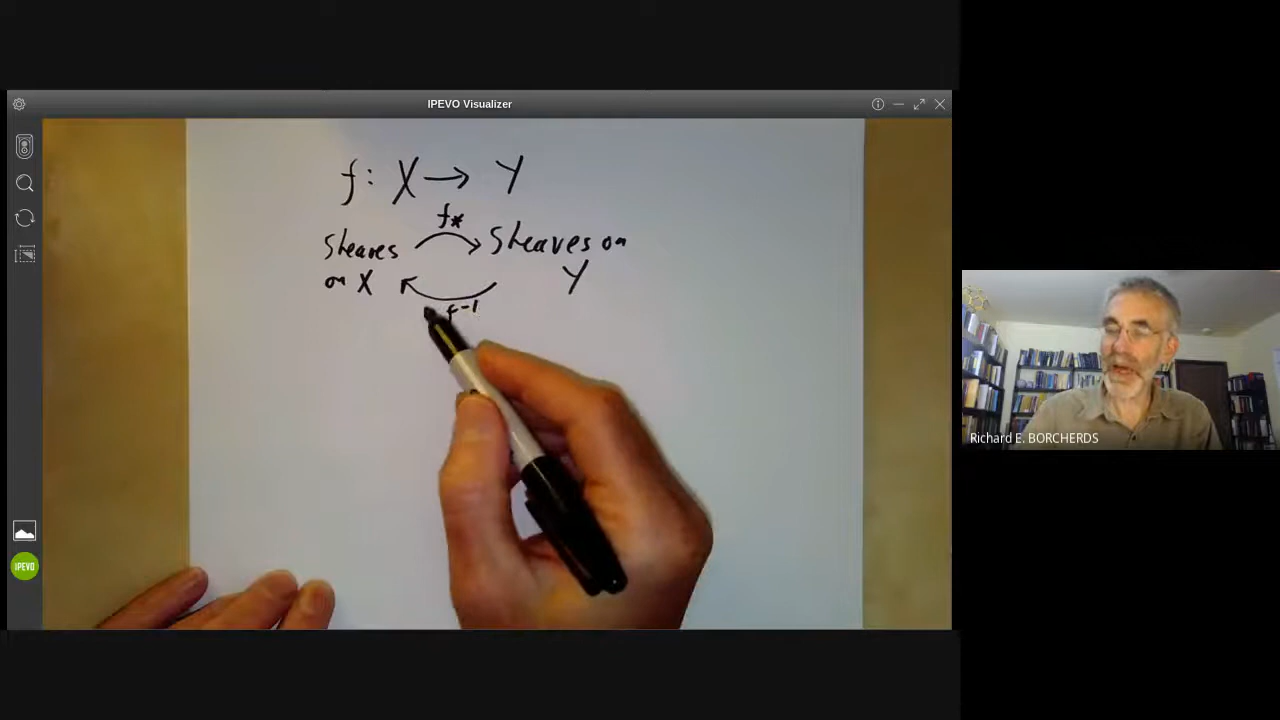 IPEVO Visualizer
f: X → Y
f*
Sheaves Sheaves on
on X Y
f-1
Richard E. BORCHERDS
iPEVO